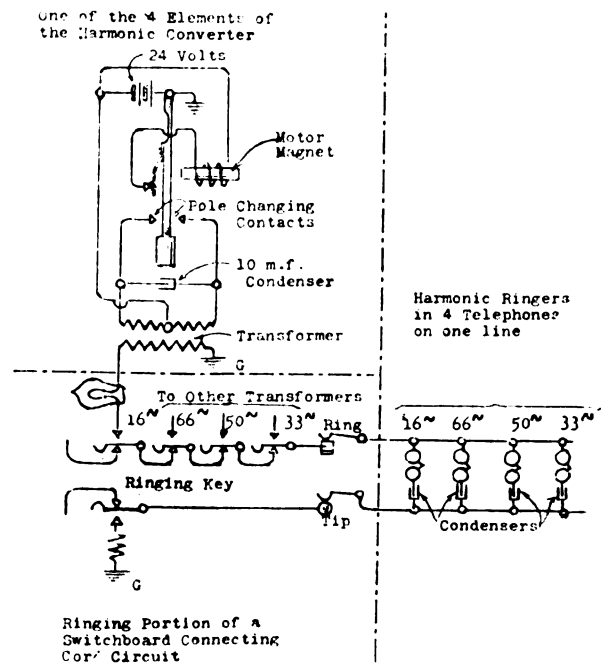 One of the 4 Elements of
the Harmonic Converter
24 Volts
Motor
Magnet
Pole Changing
Contacts
10 m.f.
Condenser
Transformer
G
Harmonic Ringers
in 4 Telephones
on one line
To Other Transformers
16~ 66~ 50~ 33~
Ring
16~ 66~ 50~ 33~
Ringing Key
Tip
Condensers
G
Ringing Portion of a
Switchboard Connecting
Cord Circuit